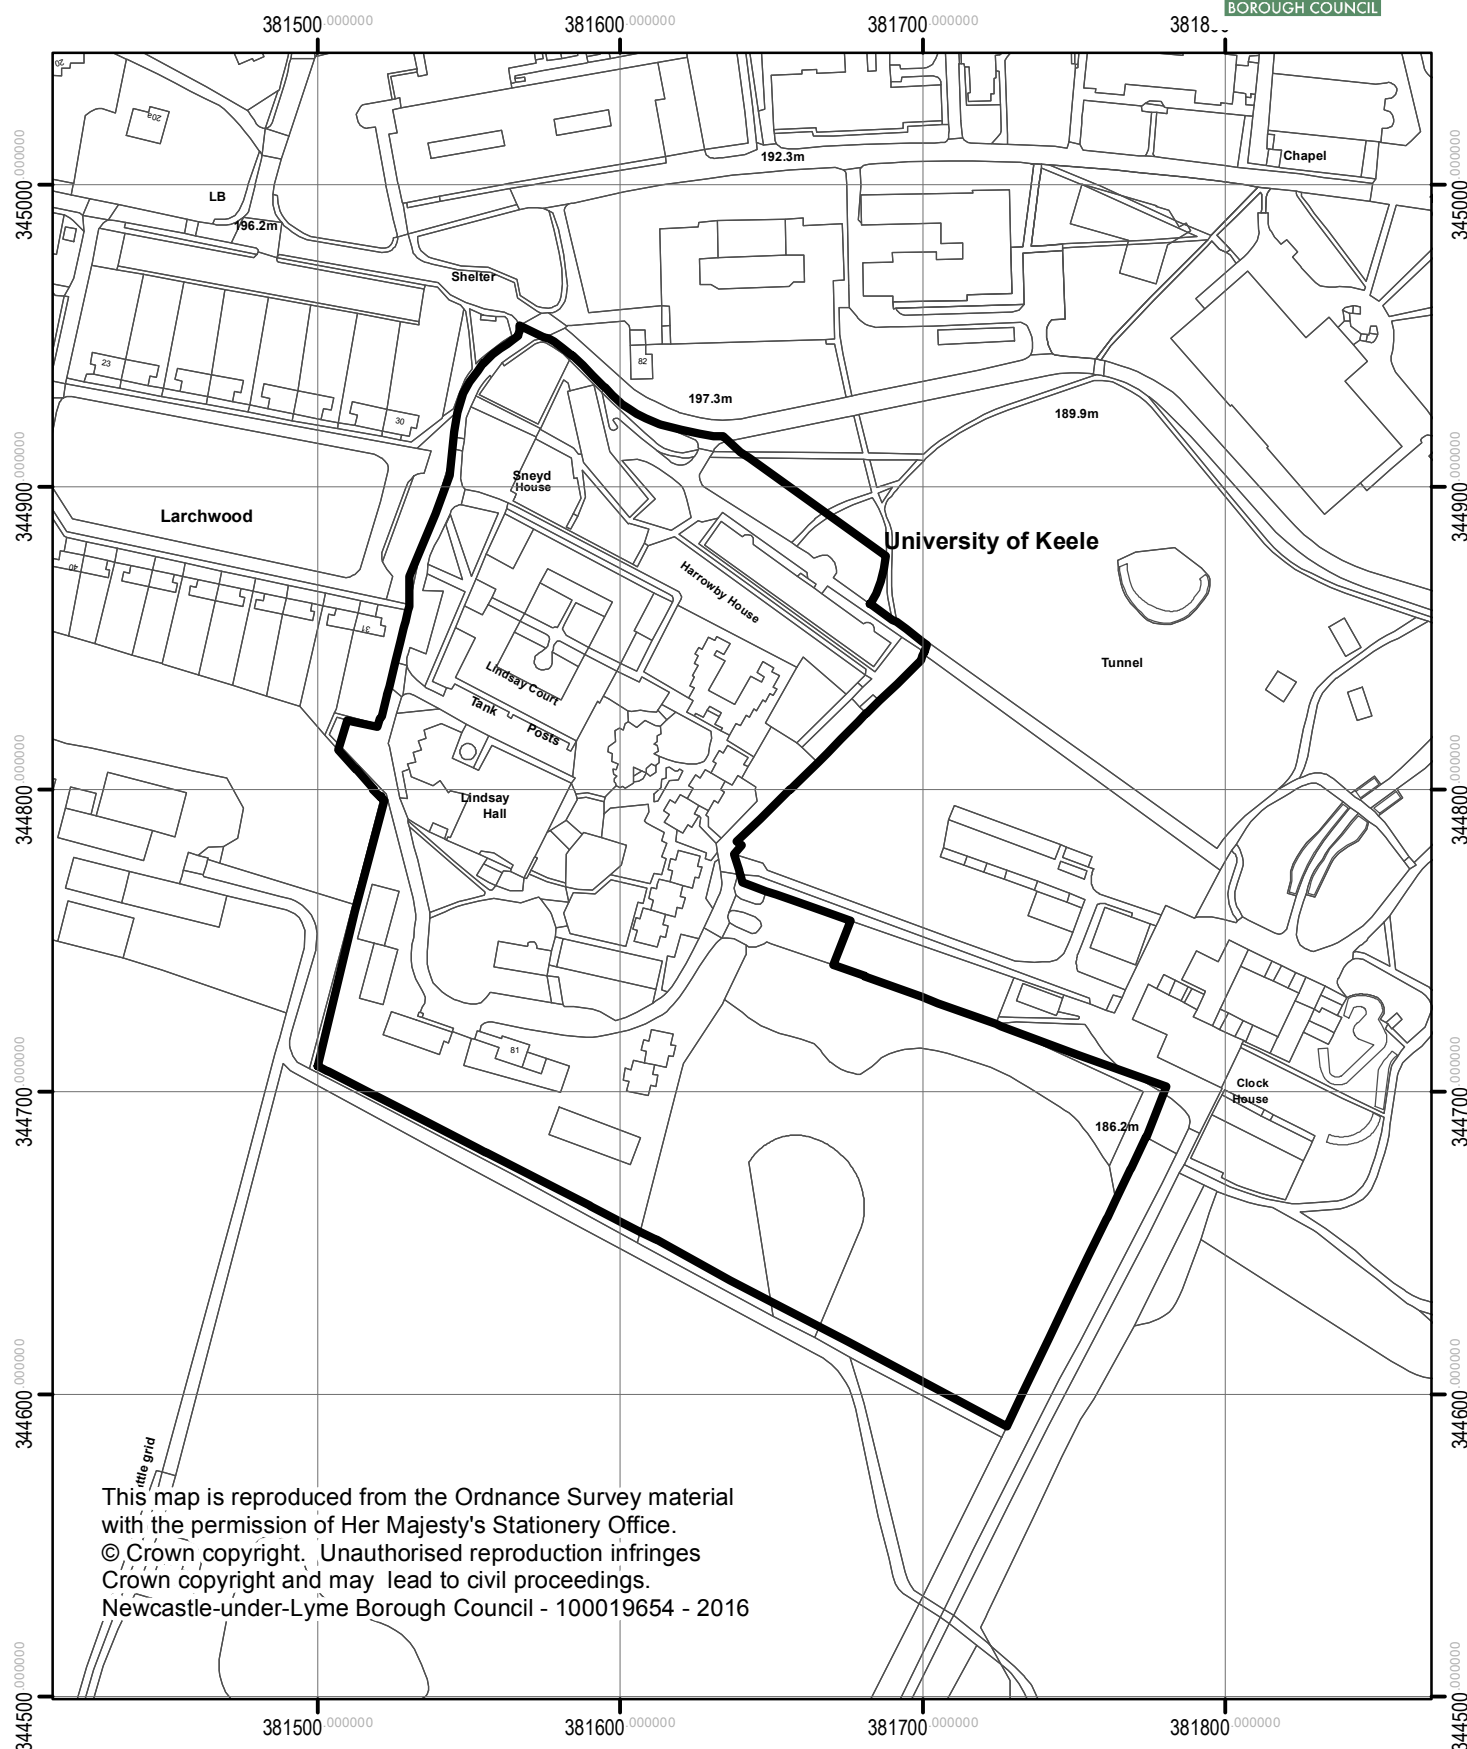 BOROUGH COUNCIL
381500.000000
381600.000000
381700.000000
345000.000000
345000.000000
344900.000000
344900.000000
344800.000000
344800.000000
344700.000000
344700.000000
344600.000000
344600.000000
344500.000000
344500.000000
20
20a
192.3m
Chapel
LB
196.2m
Shelter
23
30
82
197.3m
189.9m
Sneyd
House
Larchwood
University of Keele
40
31
Harrowby House
Tunnel
Lindsay Court
Tank
Posts
Lindsay
Hall
81
Clock
House
186.2m
This map is reproduced from the Ordnance Survey material
with the permission of Her Majesty's Stationery Office.
© Crown copyright. Unauthorised reproduction infringes
Crown copyright and may lead to civil proceedings.
Newcastle-under-Lyme Borough Council - 100019654 - 2016
381500.000000
381600.000000
381700.000000
381800.000000